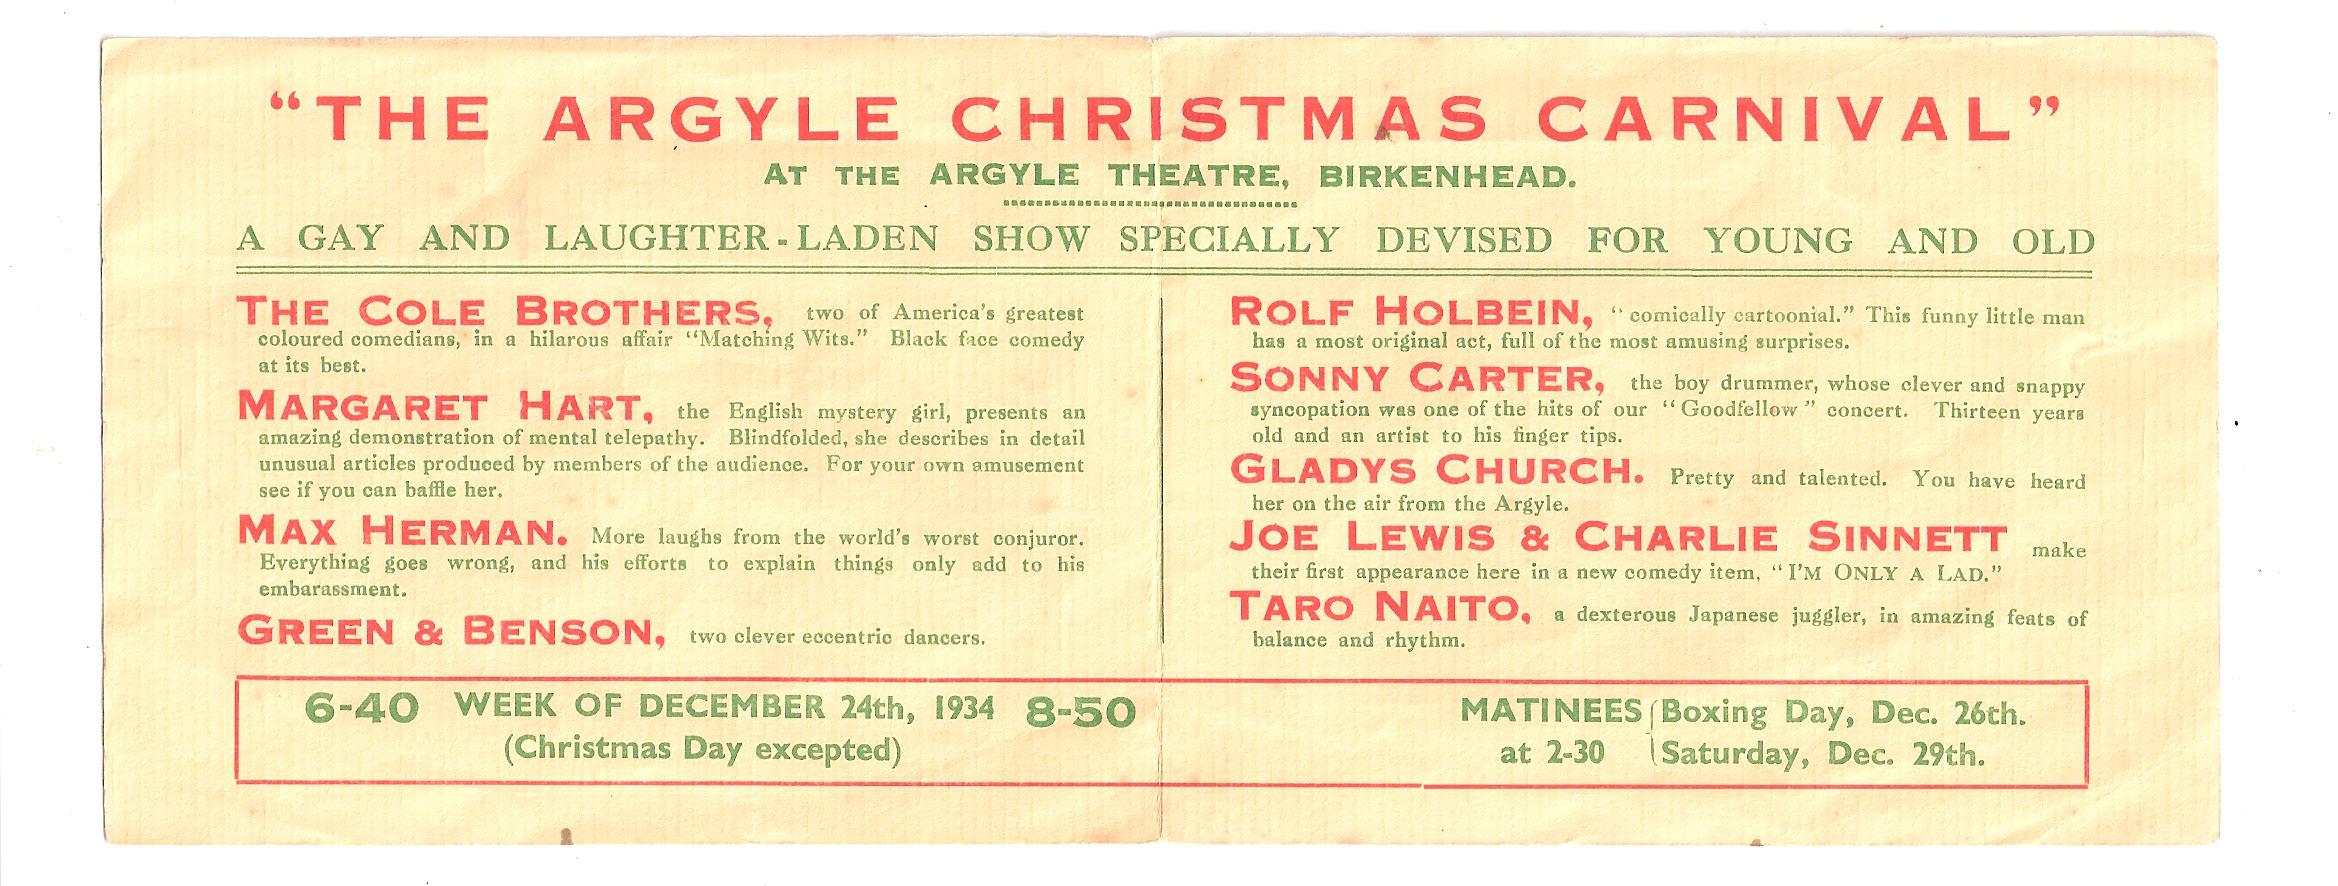 "THE ARGYLE CHRISTMAS CARNIVAL"
AT THE ARGYLE THEATRE, BIRKENHEAD.
A GAY AND LAUGHTER-LADEN SHOW SPECIALLY DEVISED FOR YOUNG AND OLD
THE COLE BROTHERS, two of America's greatest
coloured comedians, in a hilarous affair "Matching Wits." Black face comedy
at its best.
MARGARET HART, the English mystery girl, presents an
amazing demonstration of mental telepathy. Blindfolded, she describes in detail
unusual articles produced by members of the audience. For your own amusement
see if you can baffle her.
MAX HERMAN. More laughs from the world's worst conjuror.
Everything goes wrong, and his efforts to explain things only add to his
embarassment.
GREEN & BENSON, two clever eccentric dancers.
ROLF HOLBEIN, "comically cartoonial." This funny little man
has a most original act, full of the most amusing surprises.
SONNY CARTER, the boy drummer, whose clever and snappy
syncopation was one of the hits of our "Goodfellow" concert. Thirteen years
old and an artist to his finger tips.
GLADYS CHURCH. Pretty and talented. You have heard
her on the air from the Argyle.
JOE LEWIS & CHARLIE SINNETT make
their first appearance here in a new comedy item, "I'M ONLY A LAD."
TARO NAITO, a dexterous Japanese juggler, in amazing feats of
balance and rhythm.
6-40 WEEK OF DECEMBER 24th, 1934 8-50
(Christmas Day excepted)
MATINEES Boxing Day, Dec. 26th.
at 2-30 Saturday, Dec. 29th.